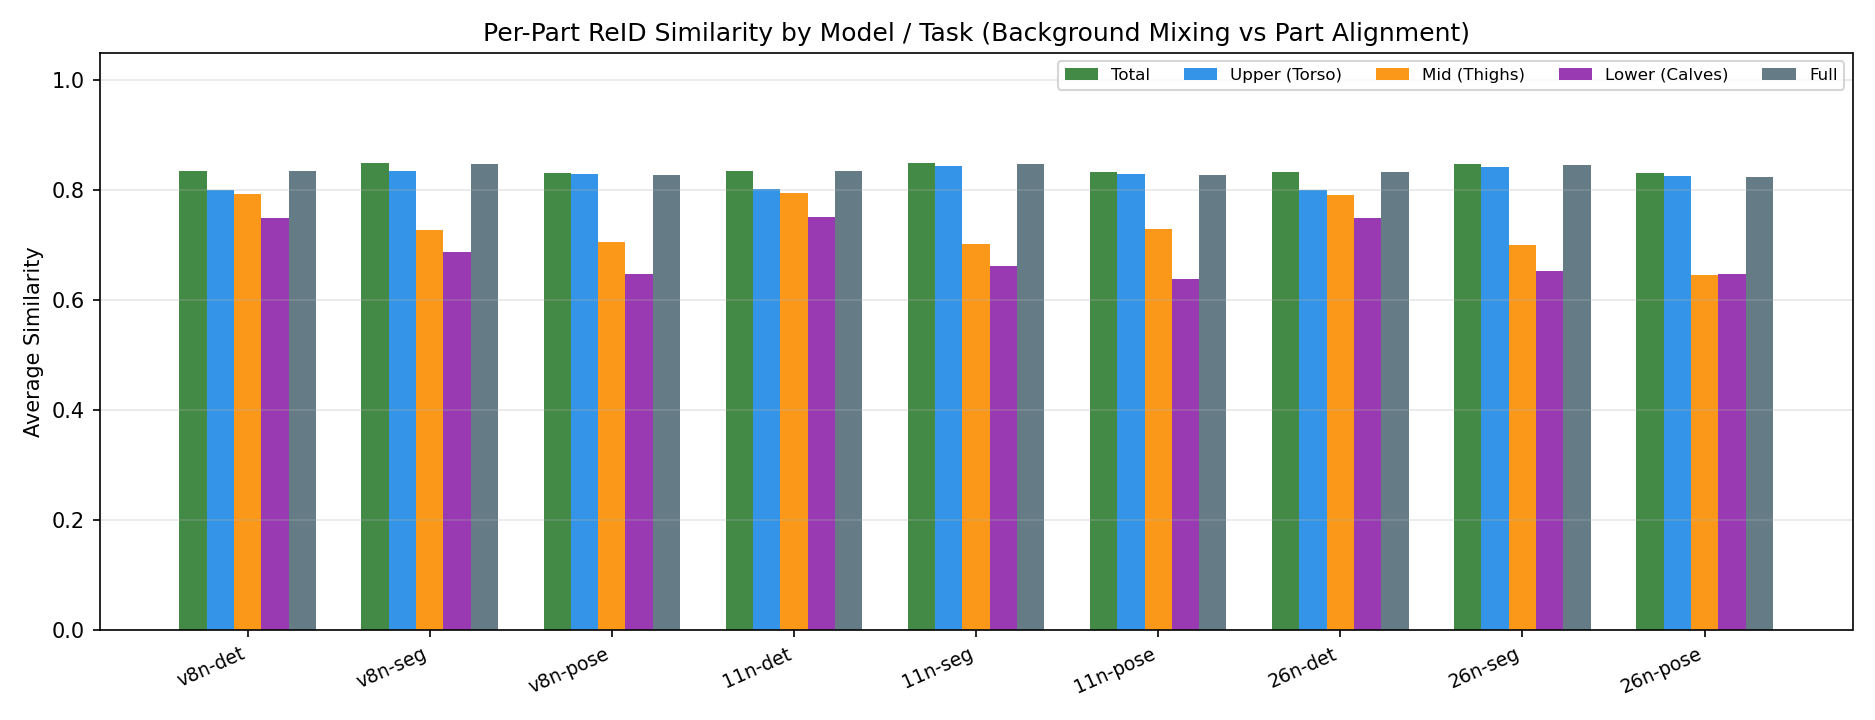 Per-Part ReID Similarity by Model / Task (Background Mixing vs Part Alignment)
Total Upper (Torso) Mid (Thighs) Lower (Calves) Full
Average Similarity
1.0
0.8
0.6
0.4
0.2
0.0
v8n-det v8n-seg v8n-pose 11n-det 11n-seg 11n-pose 26n-det 26n-seg 26n-pose